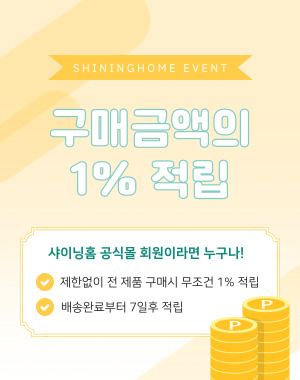 SHININGHOME EVENT
구매금액의
1% 적립
샤이닝홈 공식몰 회원이라면 누구나!
제한없이 전 제품 구매시 무조건 1% 적립
배송완료부터 7일후 적립
P
P